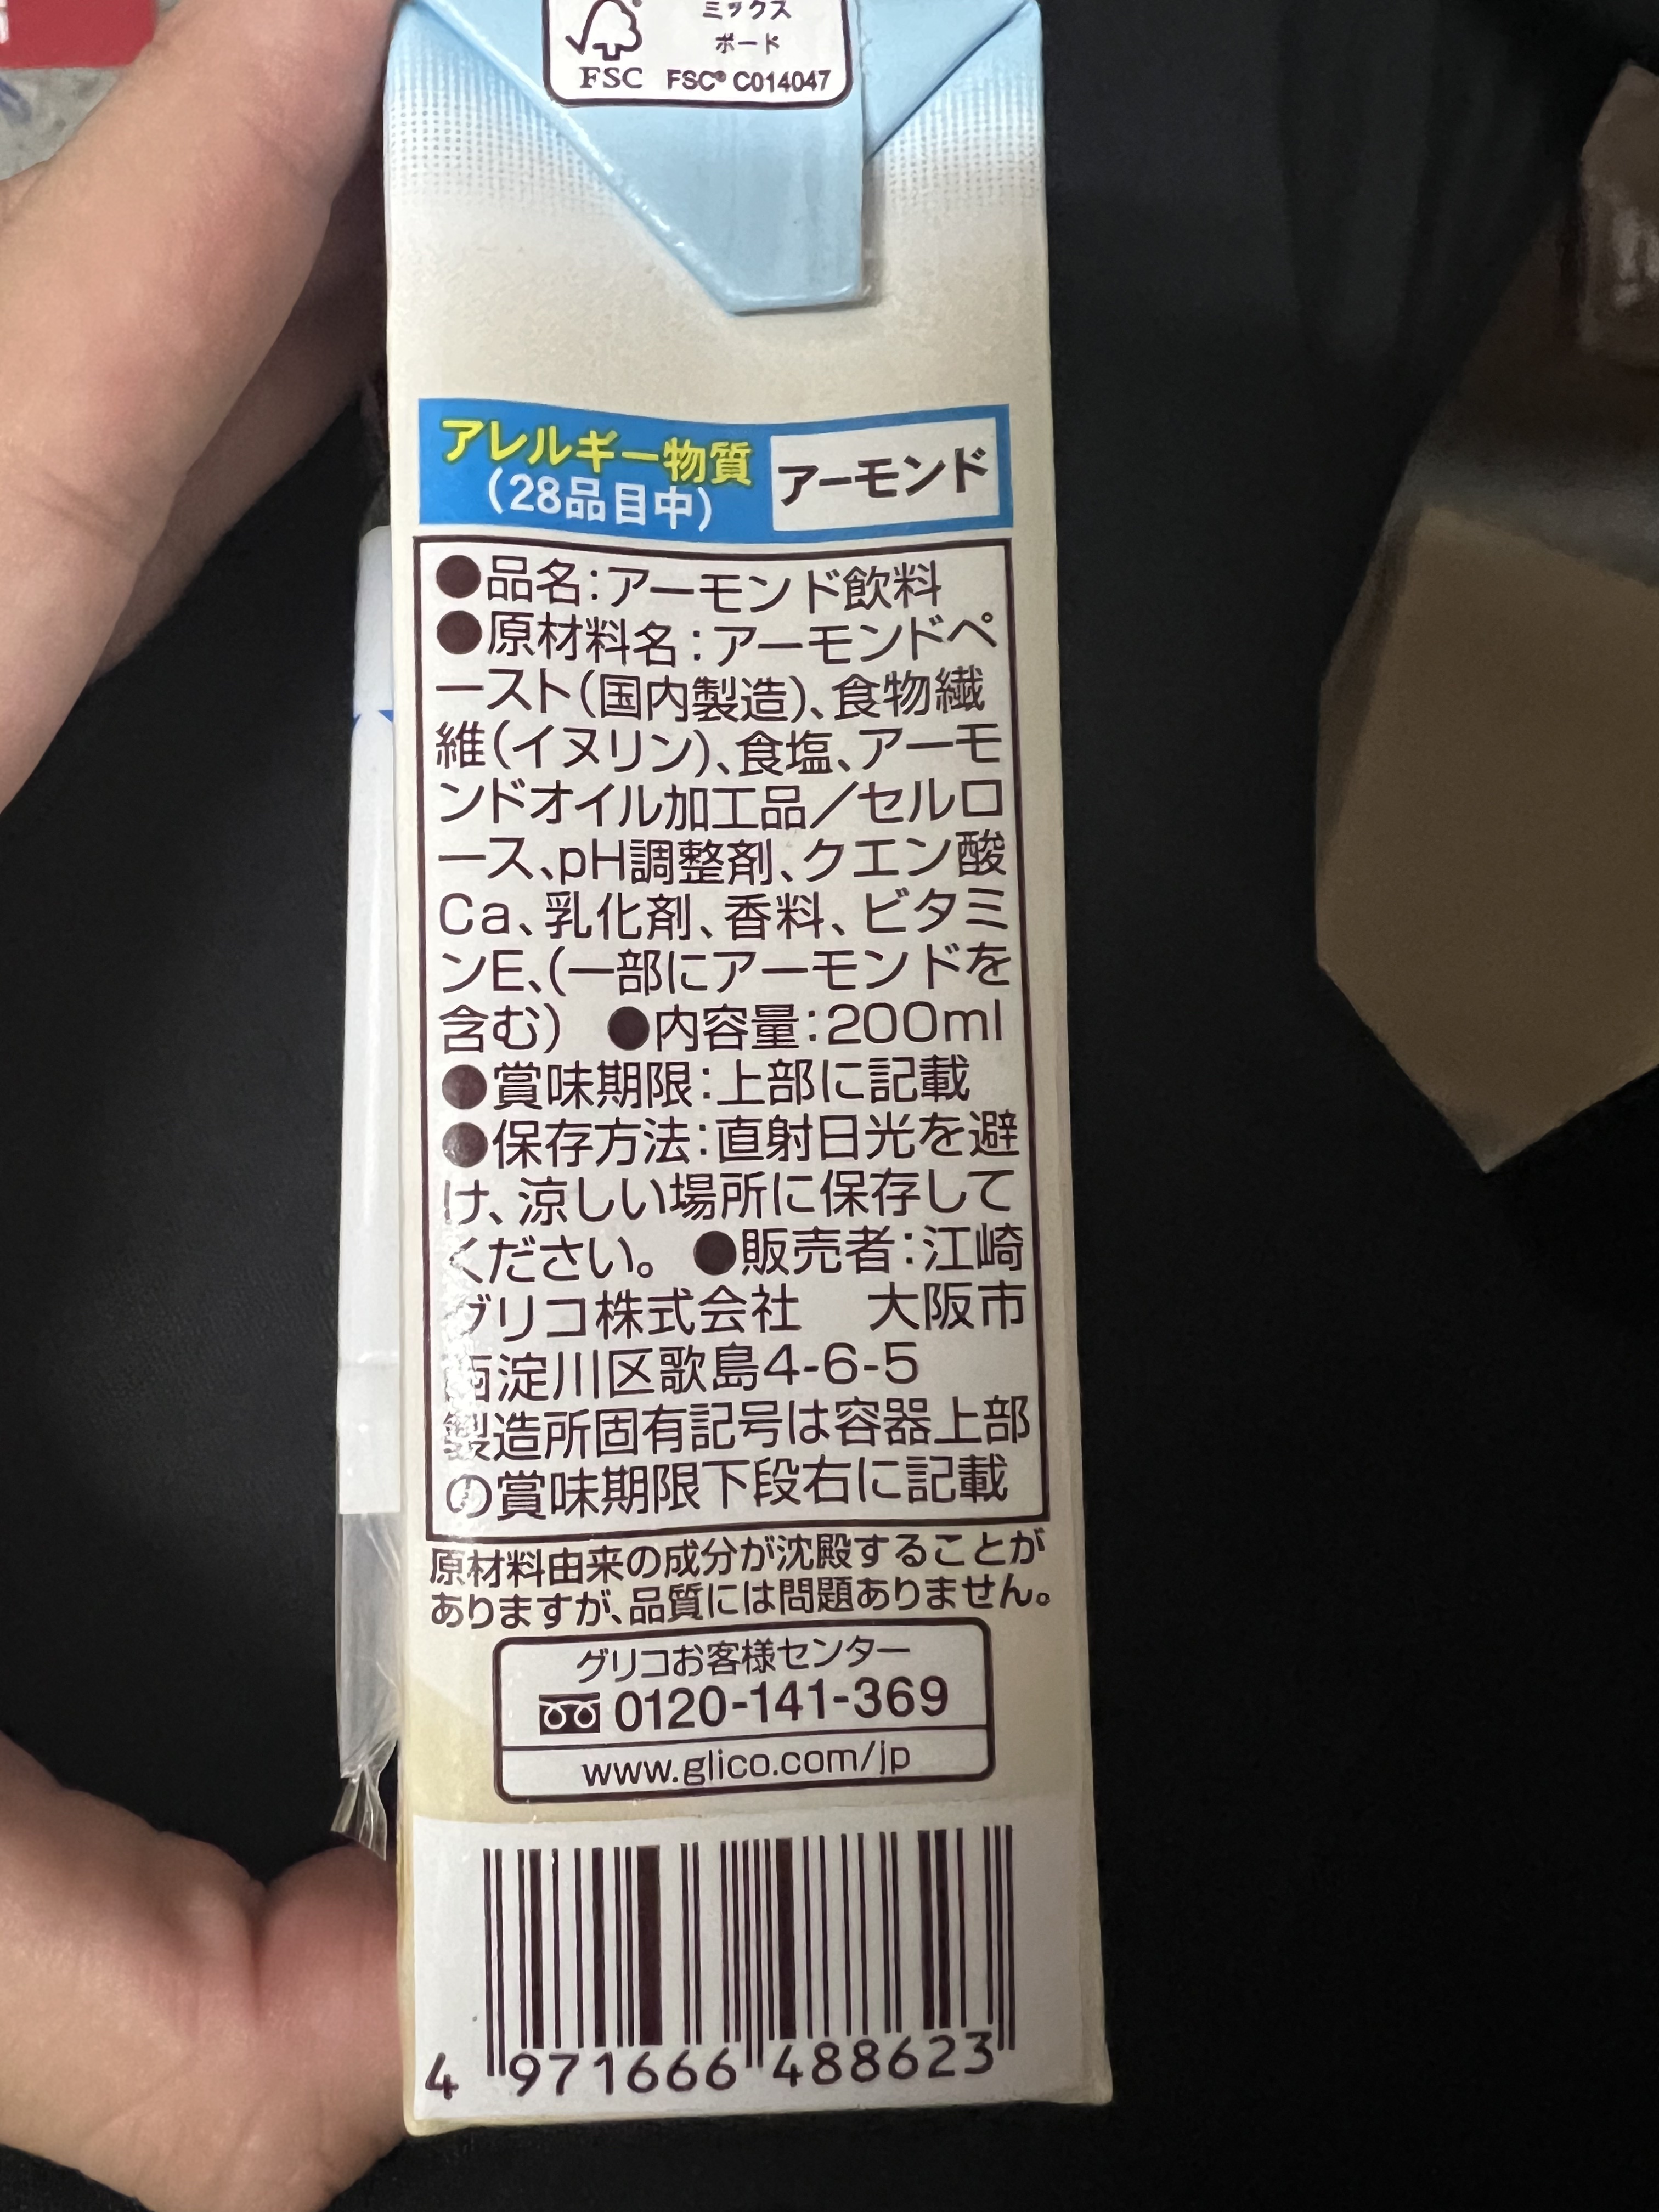 ミックス
ボード
FSC FSC® C014047
アレルギー物質
(28品目中)
アーモンド
●品名:アーモンド飲料
●原材料名:アーモンドペ
ースト(国内製造)、食物繊
維(イヌリン)、食塩、アーモ
ンドオイル加工品/セルロ
ース、pH調整剤、クエン酸
Ca、乳化剤、香料、ビタミ
ンE、(一部にアーモンドを
含む) ●内容量:200ml
●賞味期限:上部に記載
●保存方法:直射日光を避
け、涼しい場所に保存して
ください。 ●販売者:江崎
グリコ株式会社 大阪市
西淀川区歌島4-6-5
製造所固有記号は容器上部
の賞味期限下段右に記載
原材料由来の成分が沈殿することが
ありますが、品質には問題ありません。
グリコお客様センター
0120-141-369
www.glico.com/jp
4 971666 488623